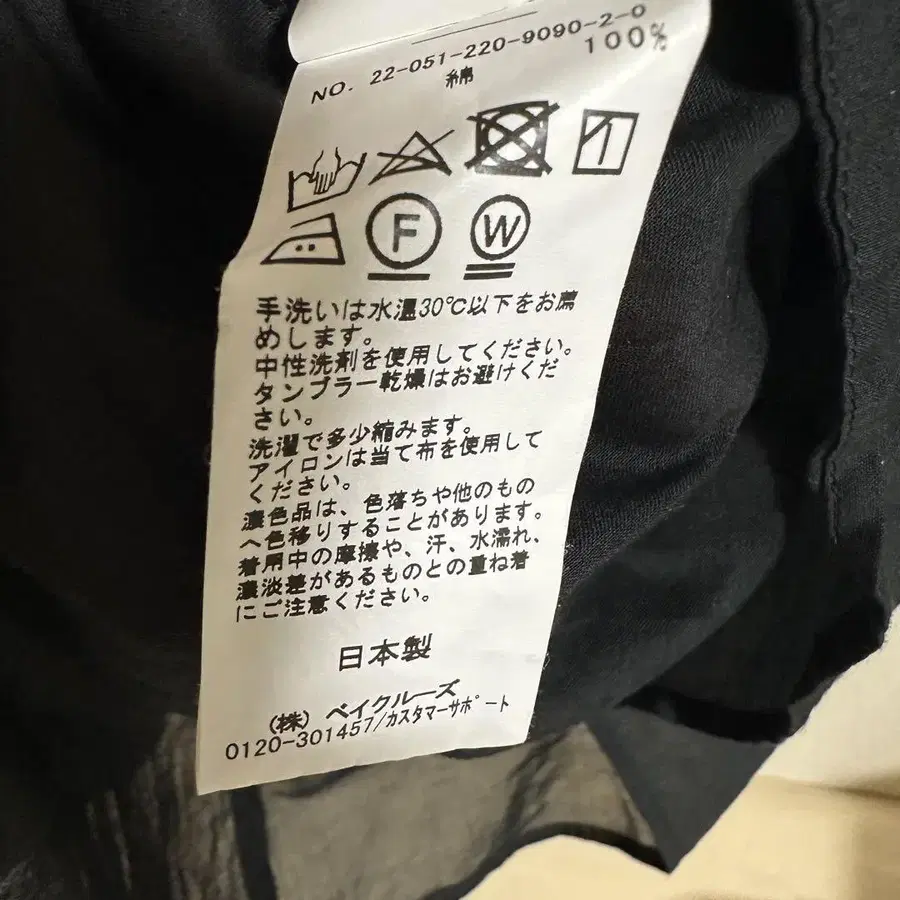 NO. 22-051-220-9090-2-0
綿 100%
F W
手洗いは水温30℃以下をお薦
めします。
中性洗剤を使用してください。
タンブラー乾燥はお避けくだ
さい。
洗濯で多少縮みます。
アイロンは当て布を使用して
ください。
濃色品は、色落ちや他のもの
へ色移りすることがあります。
着用中の摩擦や、汗、水濡れ、
濃淡差があるものとの重ね着
にご注意ください。
日本製
(株) ベイクルーズ
0120-301457/カスタマーサポート